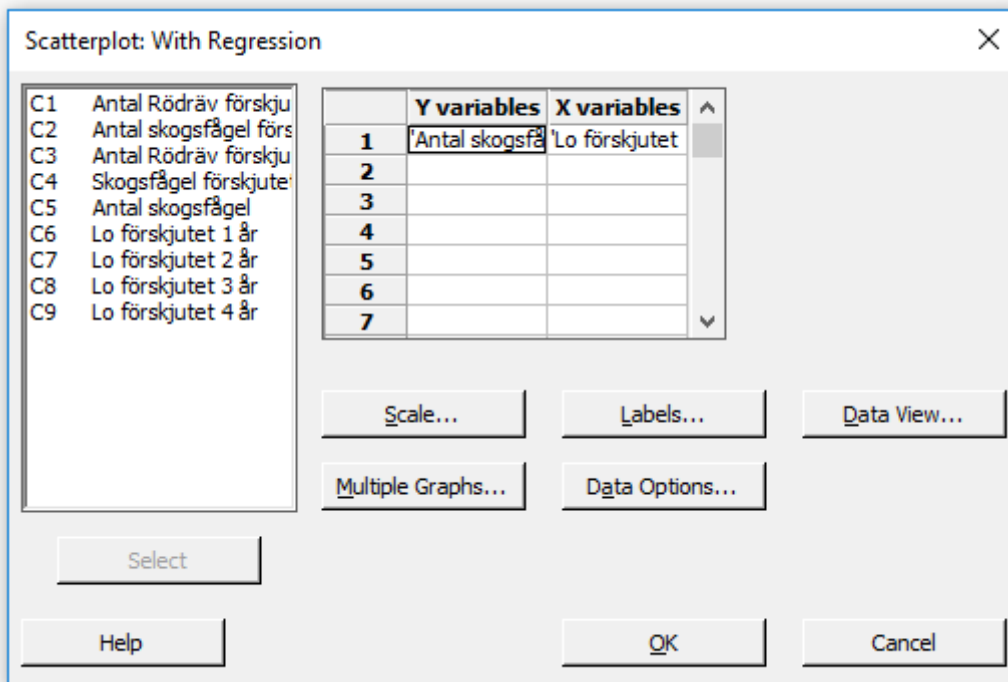 Scatterplot: With Regression
C1 Antal Rödräv förskju
C2 Antal skogsfågel förs
C3 Antal Rödräv förskju
C4 Skogsfågel förskjutet
C5 Antal skogsfågel
C6 Lo förskjutet 1 år
C7 Lo förskjutet 2 år
C8 Lo förskjutet 3 år
C9 Lo förskjutet 4 år
Y variables X variables
1 'Antal skogsfå 'Lo förskjutet
2
3
4
5
6
7
Scale... Labels... Data View...
Multiple Graphs... Data Options...
Select
Help OK Cancel